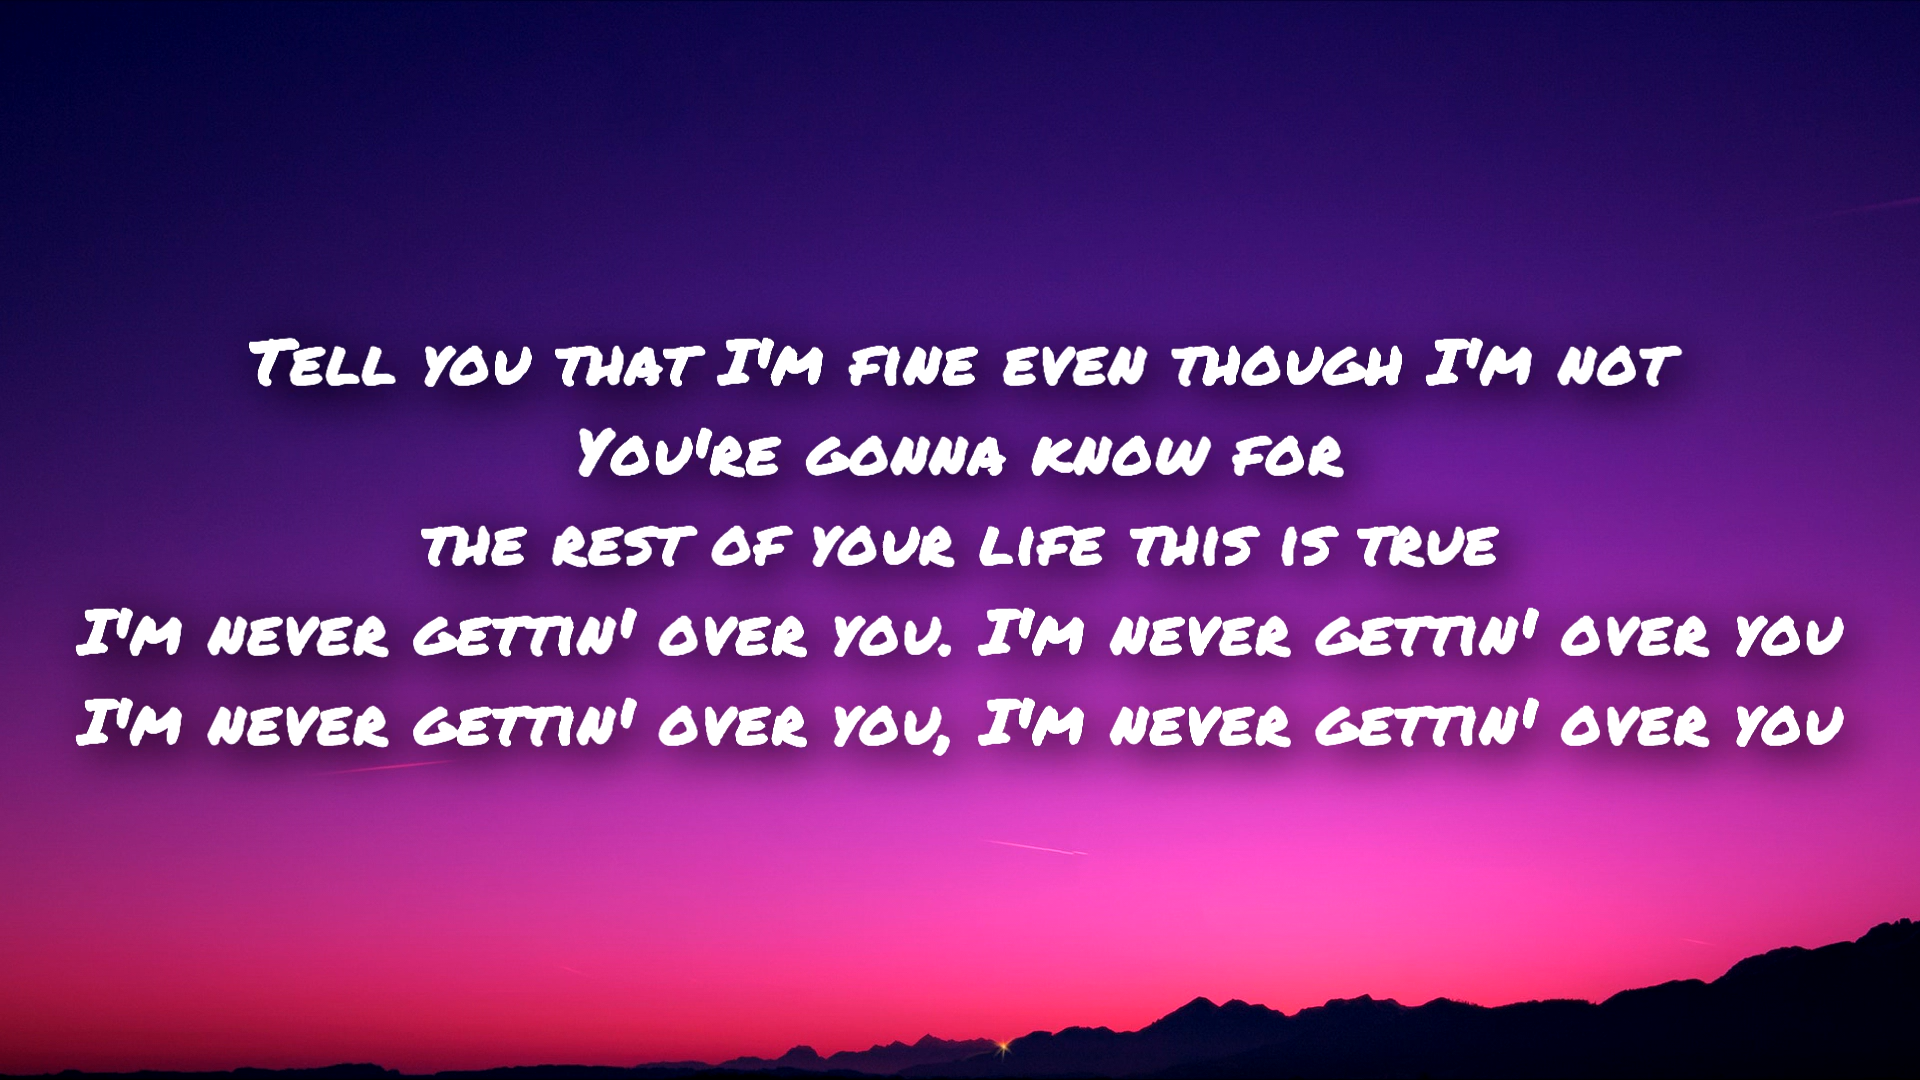 Tell you that I'm fine even though I'm not
You're gonna know for
the rest of your life this is true
I'm never gettin' over you. I'm never gettin' over you
I'm never gettin' over you, I'm never gettin' over you